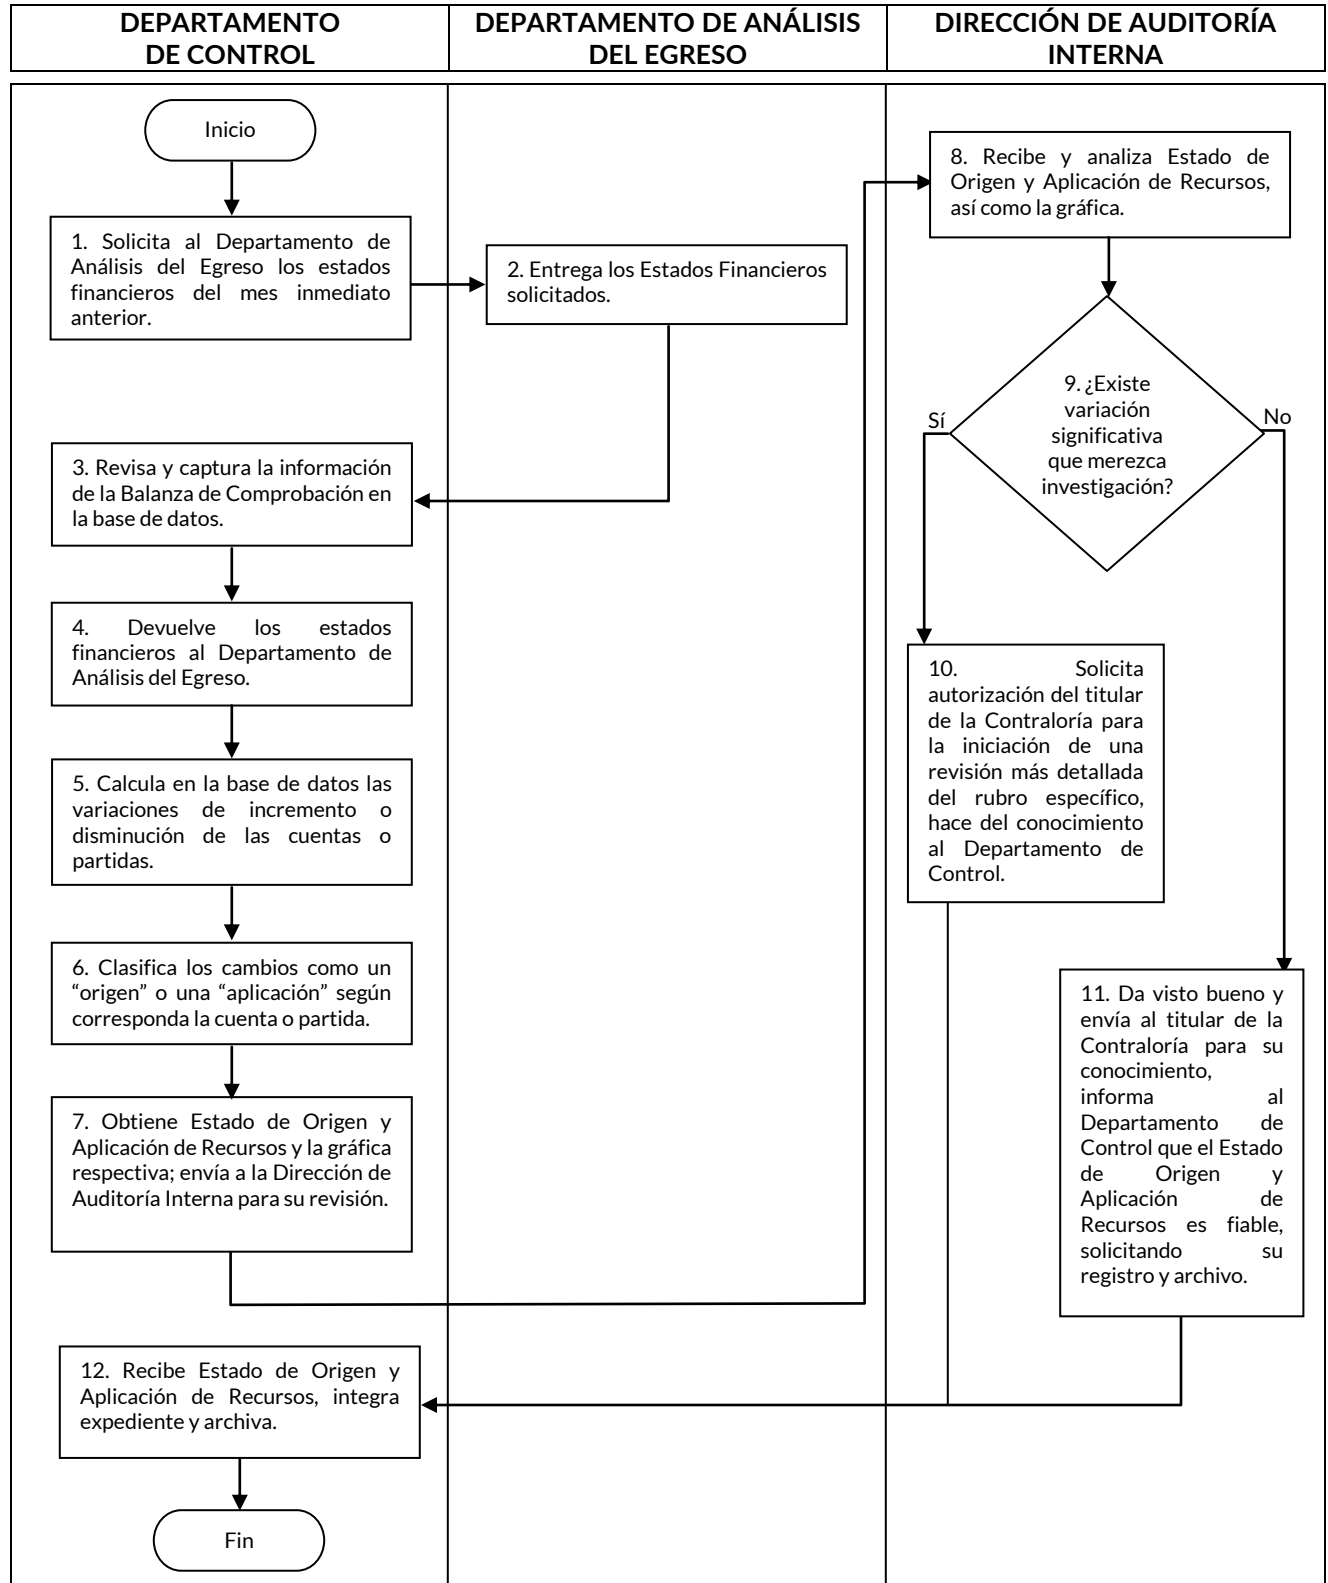 DEPARTAMENTO
DE CONTROL
DEPARTAMENTO DE ANÁLISIS
DEL EGRESO
DIRECCIÓN DE AUDITORÍA
INTERNA
Inicio
1. Solicita al Departamento de
Análisis del Egreso los estados
financieros del mes inmediato
anterior.
2. Entrega los Estados Financieros
solicitados.
3. Revisa y captura la información
de la Balanza de Comprobación en
la base de datos.
4. Devuelve los estados
financieros al Departamento de
Análisis del Egreso.
5. Calcula en la base de datos las
variaciones de incremento o
disminución de las cuentas o
partidas.
6. Clasifica los cambios como un
“origen” o una “aplicación” según
corresponda la cuenta o partida.
7. Obtiene Estado de Origen y
Aplicación de Recursos y la gráfica
respectiva; envía a la Dirección de
Auditoría Interna para su revisión.
8. Recibe y analiza Estado de
Origen y Aplicación de Recursos,
así como la gráfica.
9. ¿Existe
variación
significativa
que merezca
investigación?
Sí
No
10. Solicita
autorización del titular
de la Contraloría para
la iniciación de una
revisión más detallada
del rubro específico,
hace del conocimiento
al Departamento de
Control.
11. Da visto bueno y
envía al titular de la
Contraloría para su
conocimiento,
informa al
Departamento de
Control que el Estado
de Origen y
Aplicación de
Recursos es fiable,
solicitando su
registro y archivo.
12. Recibe Estado de Origen y
Aplicación de Recursos, integra
expediente y archiva.
Fin